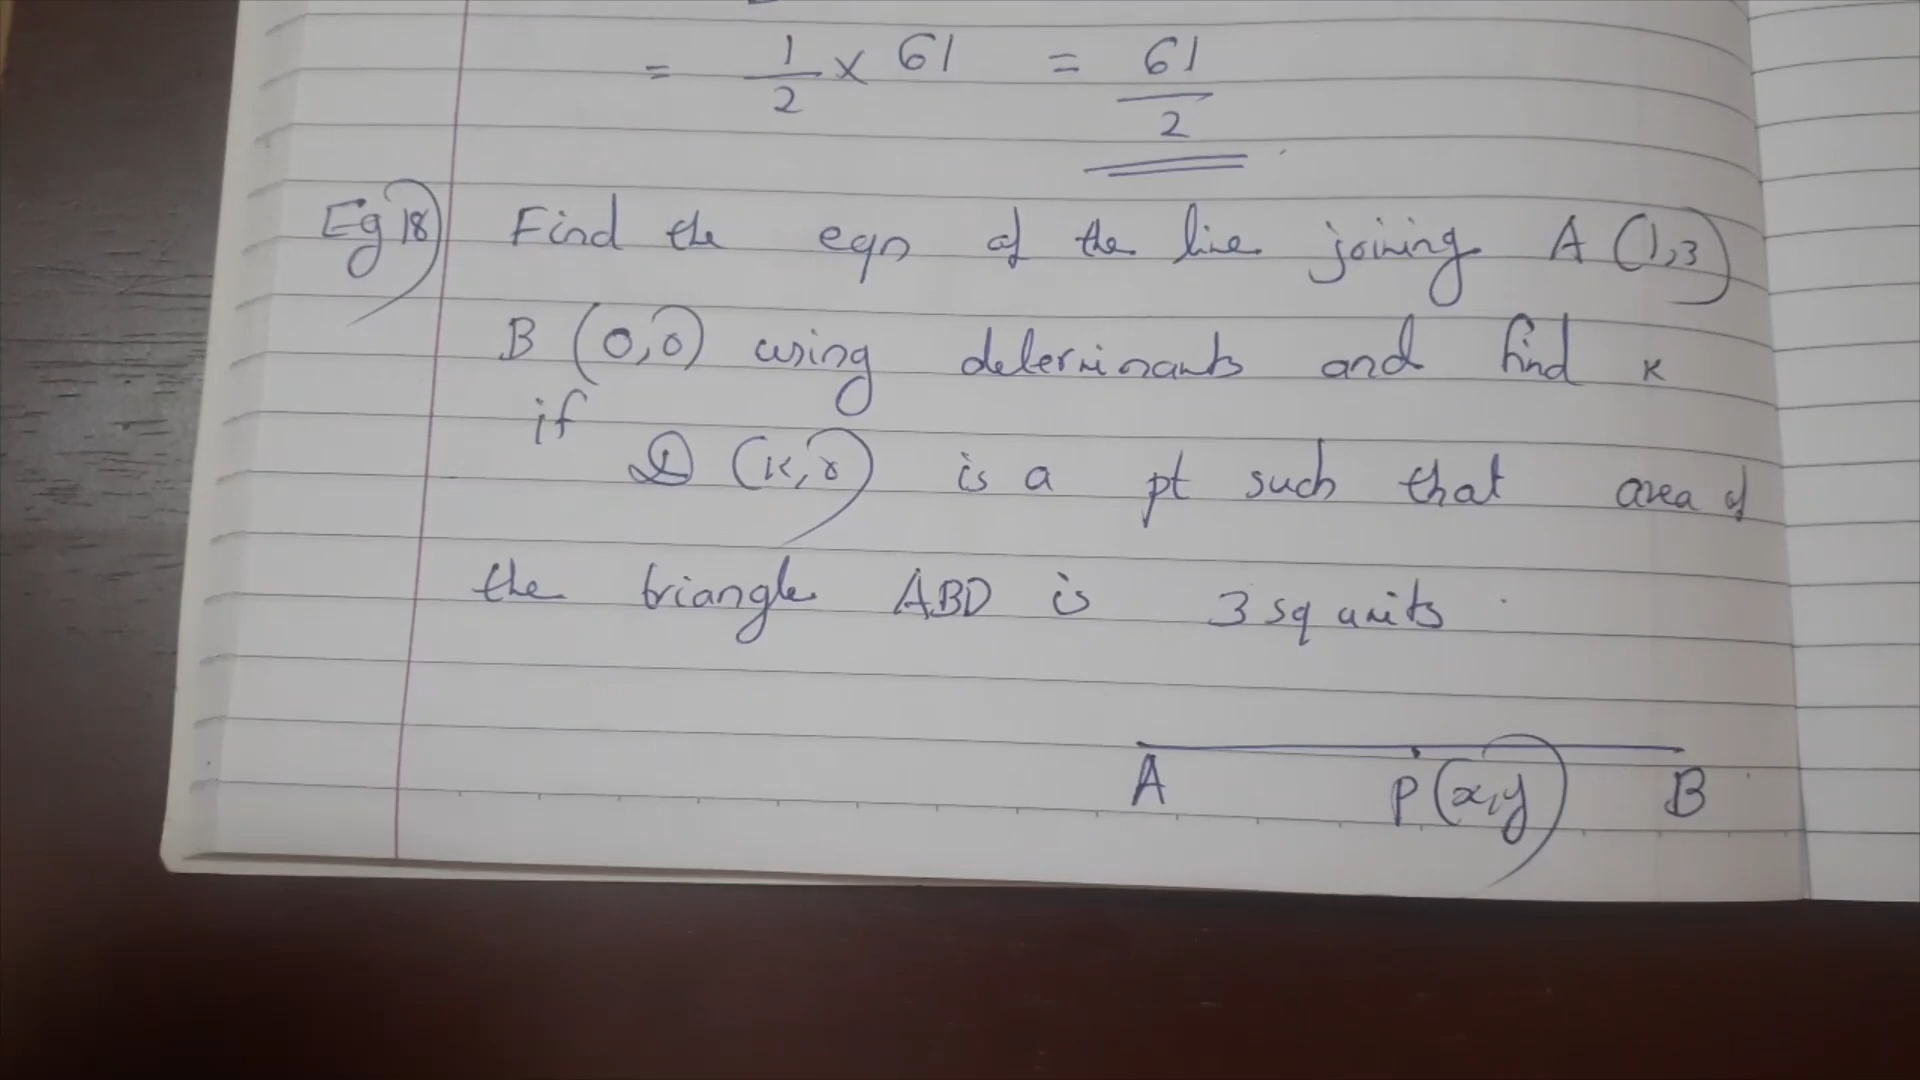 = 1/2 × 61 = 61/2
Eg 18) Find the eqn of the line joining A (1,3)
B (0,0) using determinants and find k
if
D (k,0) is a pt such that area of
the triangle ABD is 3 sq units.
A P(x,y) B